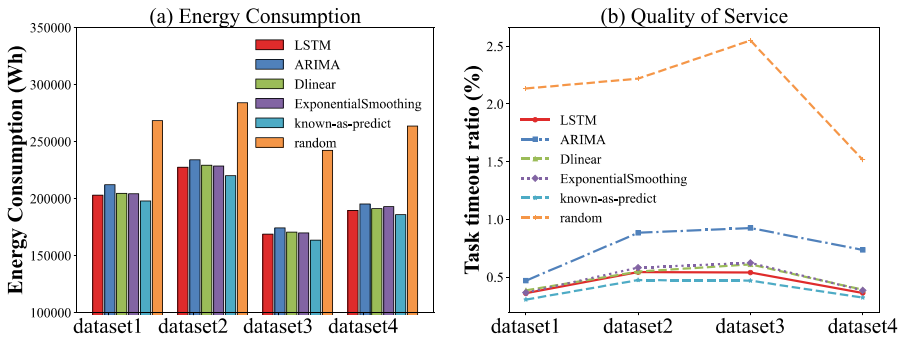 (a) Energy Consumption
Energy Consumption (Wh)
350000
300000
250000
200000
150000
100000
LSTM
ARIMA
Dlinear
ExponentialSmoothing
known-as-predict
random
dataset1 dataset2 dataset3 dataset4
(b) Quality of Service
Task timeout ratio (%)
2.5
2.0
1.5
1.0
0.5
LSTM
ARIMA
Dlinear
ExponentialSmoothing
known-as-predict
random
dataset1 dataset2 dataset3 dataset4